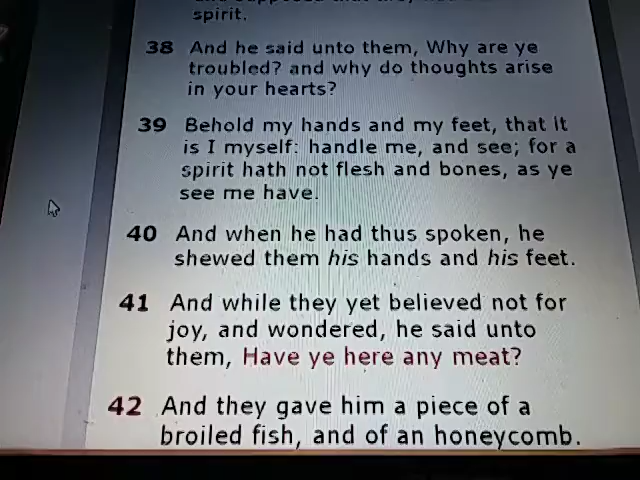 spirit.
38 And he said unto them, Why are ye
troubled? and why do thoughts arise
in your hearts?
39 Behold my hands and my feet, that it
is I myself: handle me, and see; for a
spirit hath not flesh and bones, as ye
see me have.
40 And when he had thus spoken, he
shewed them his hands and his feet.
41 And while they yet believed not for
joy, and wondered, he said unto
them, Have ye here any meat?
42 And they gave him a piece of a
broiled fish, and of an honeycomb.